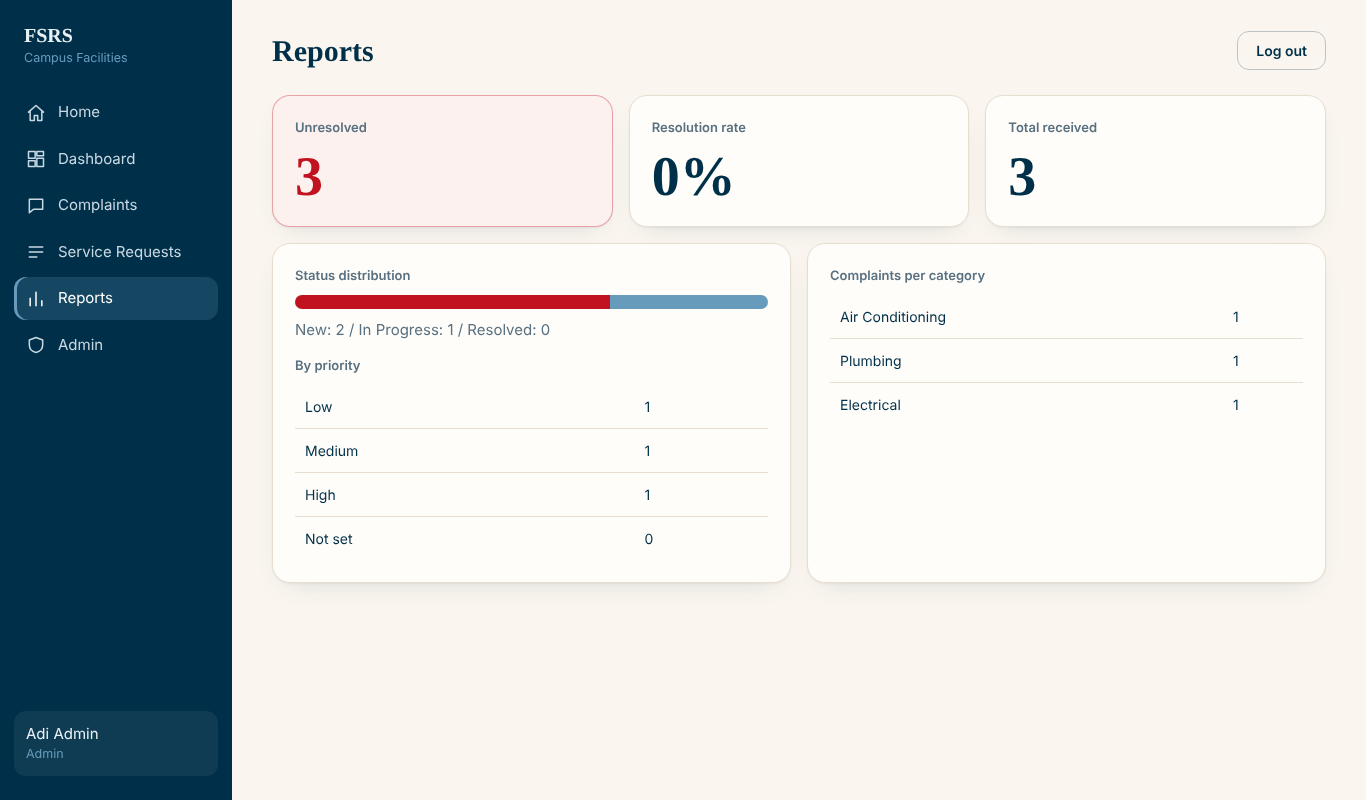 FSRS
Campus Facilities
Home
Dashboard
Complaints
Service Requests
Reports
Admin
Adi Admin
Admin
Reports
Log out
Unresolved
3
Resolution rate
0%
Total received
3
Status distribution
New: 2 / In Progress: 1 / Resolved: 0
By priority
Low 1
Medium 1
High 1
Not set 0
Complaints per category
Air Conditioning 1
Plumbing 1
Electrical 1